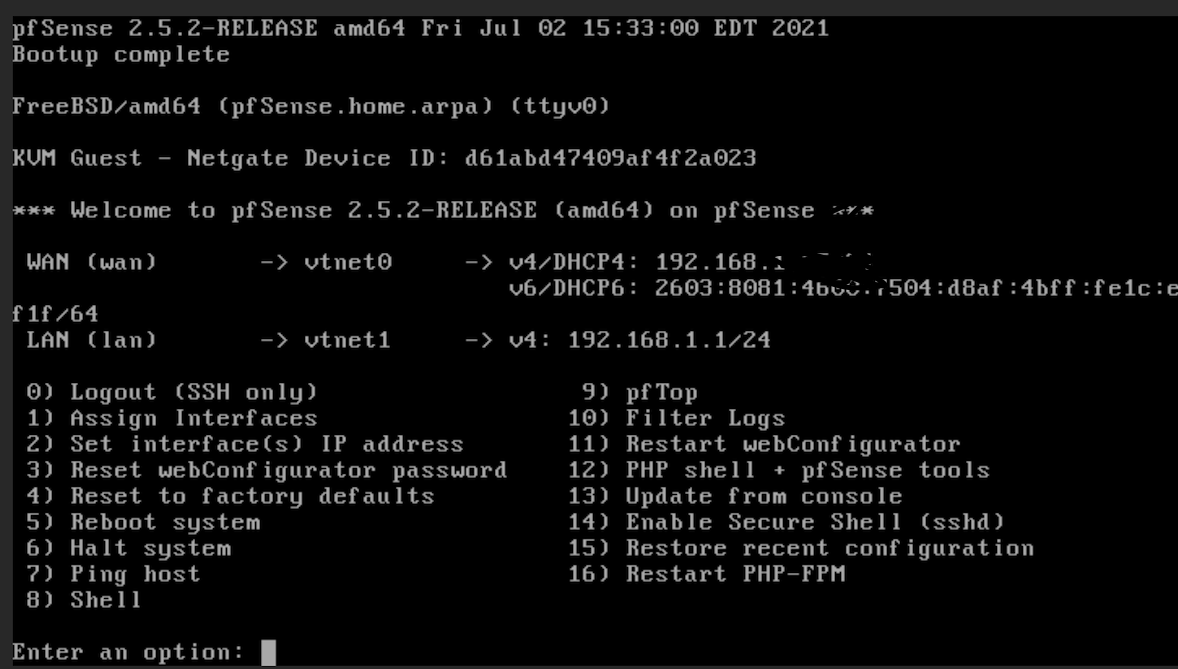 pfSense 2.5.2-RELEASE amd64 Fri Jul 02 15:33:00 EDT 2021
Bootup complete
FreeBSD/amd64 (pfSense.home.arpa) (ttyv0)
KVM Guest - Netgate Device ID: d61abd47409af4f2a023
*** Welcome to pfSense 2.5.2-RELEASE (amd64) on pfSense ***
WAN (wan) -> vtnet0 -> v4/DHCP4: 192.168.
v6/DHCP6: 2603:8081: 504:d8af:4bff:fe1c:e
f1f/64
LAN (lan) -> vtnet1 -> v4: 192.168.1.1/24
0) Logout (SSH only) 9) pfTop
1) Assign Interfaces 10) Filter Logs
2) Set interface(s) IP address 11) Restart webConfigurator
3) Reset webConfigurator password 12) PHP shell + pfSense tools
4) Reset to factory defaults 13) Update from console
5) Reboot system 14) Enable Secure Shell (sshd)
6) Halt system 15) Restore recent configuration
7) Ping host 16) Restart PHP-FPM
8) Shell
Enter an option: